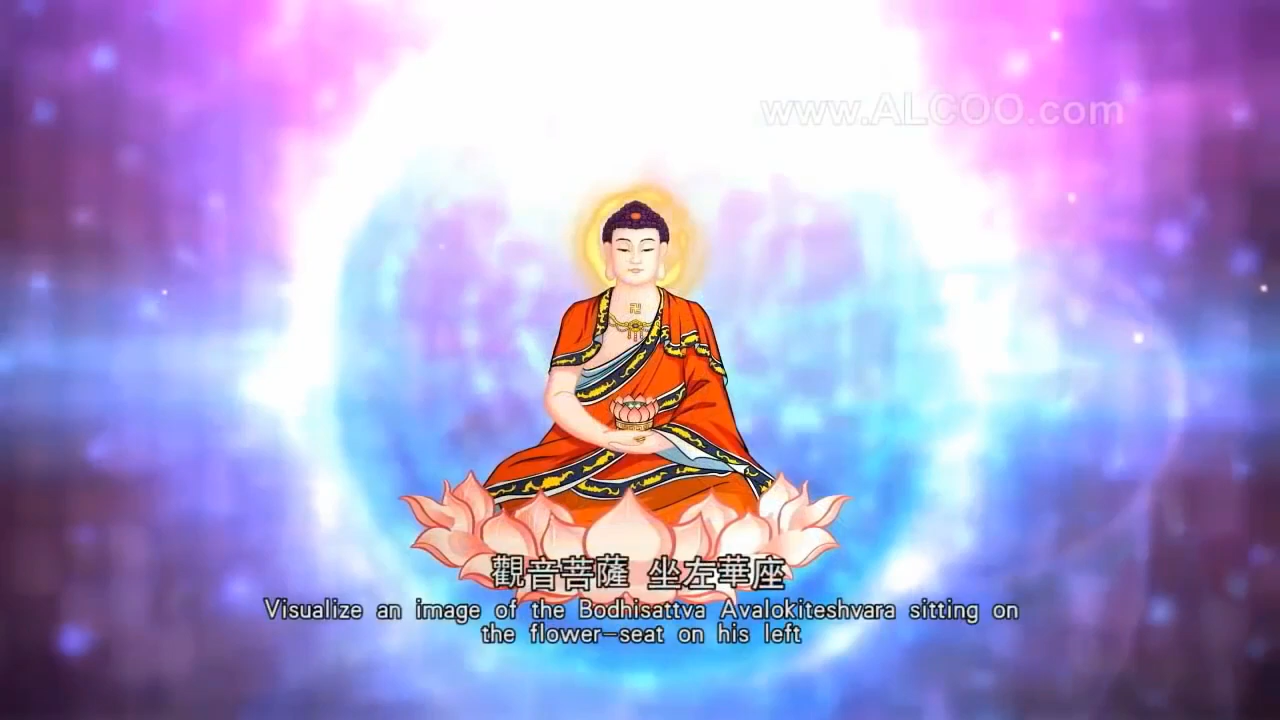 www.ALCOO.com
卍
觀音菩薩 坐左華座
Visualize an image of the Bodhisattva Avalokiteshvara sitting on
the flower-seat on his left